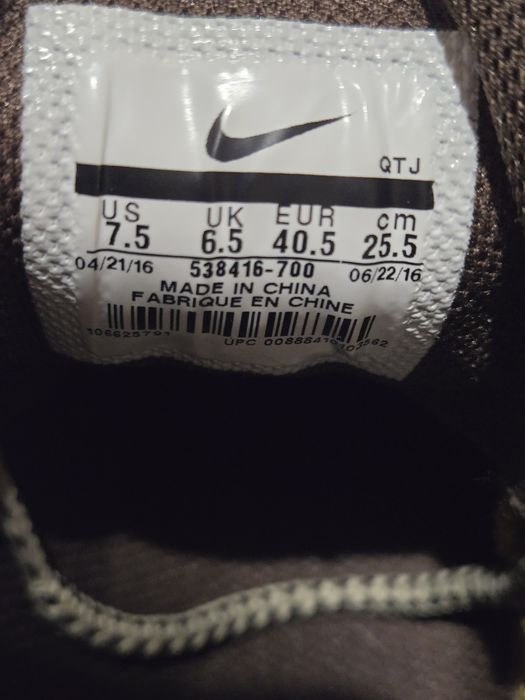 QTJ
US UK EUR cm
7.5 6.5 40.5 25.5
04/21/16 538416-700 06/22/16
MADE IN CHINA
FABRIQUE EN CHINE
UPC